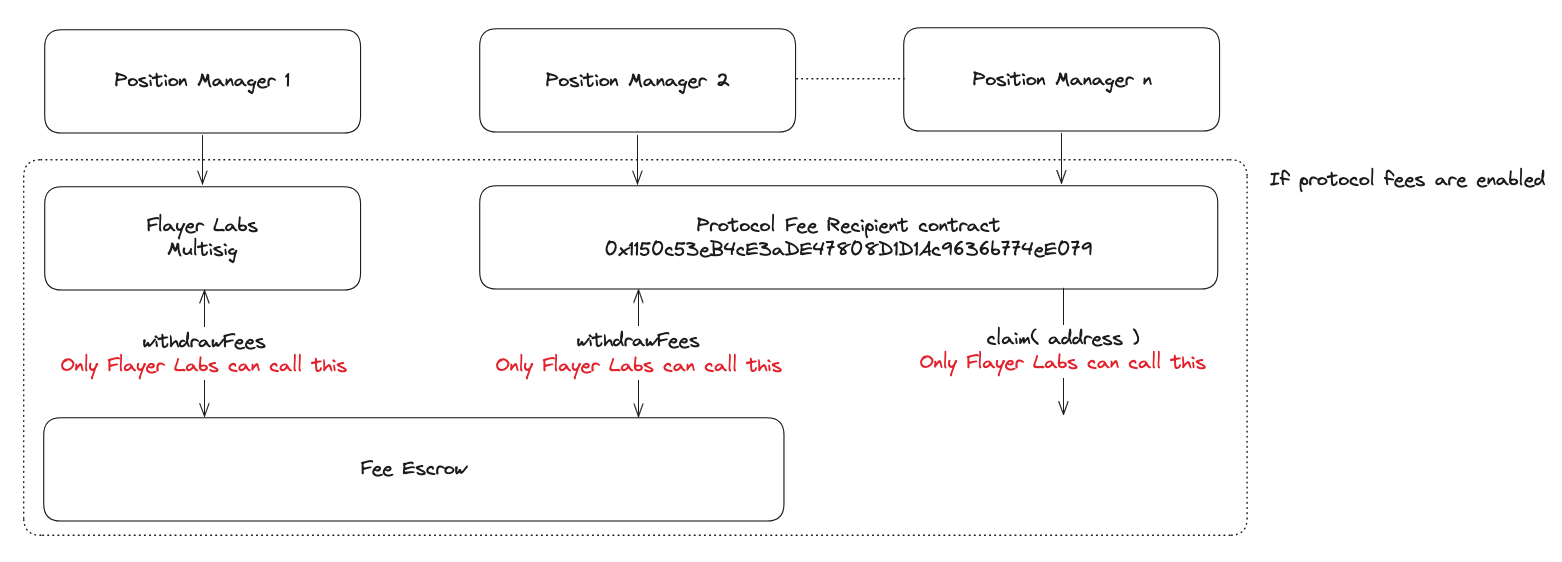 Position Manager 1
Position Manager 2
Position Manager n
If protocol fees are enabled
Flayer Labs
Multisig
Protocol Fee Recipient contract
0x1150c53eB4cE3aDE47808D1D1Ac9636b774eE079
withdrawFees
Only Flayer Labs can call this
withdrawFees
Only Flayer Labs can call this
claim( address )
Only Flayer Labs can call this
Fee Escrow